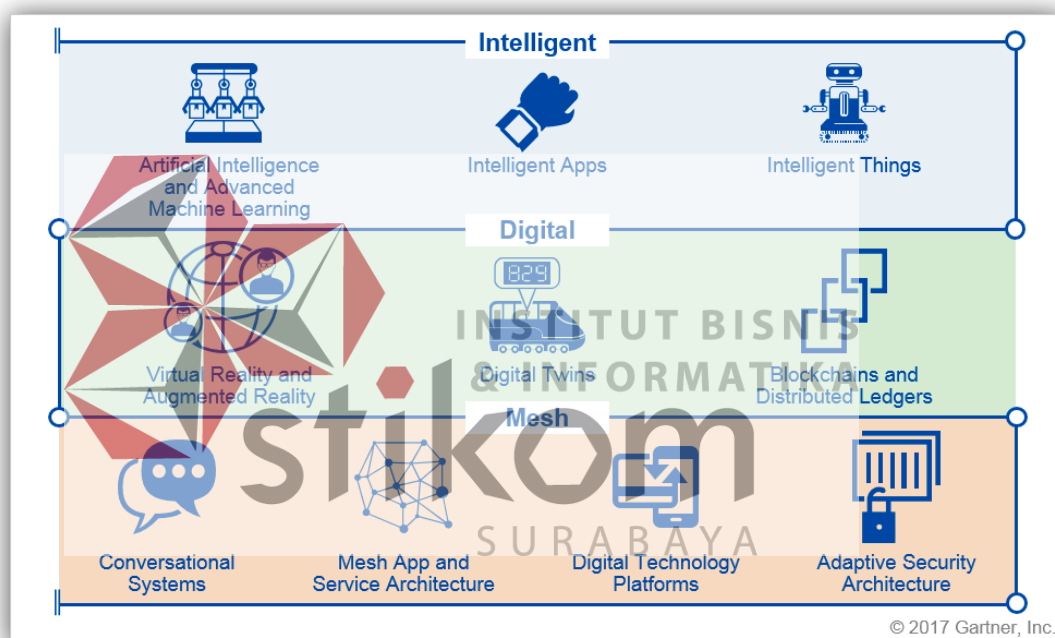 Intelligent
Artificial Intelligence
and Advanced
Machine Learning
Intelligent Apps
Intelligent Things
Digital
829
Virtual Reality and
Augmented Reality
Digital Twins
Blockchains and
Distributed Ledgers
INSTITUT BISNIS
& INFORMATIKA
stikom
SURABAYA
Mesh
Conversational
Systems
Mesh App and
Service Architecture
Digital Technology
Platforms
Adaptive Security
Architecture
© 2017 Gartner, Inc.